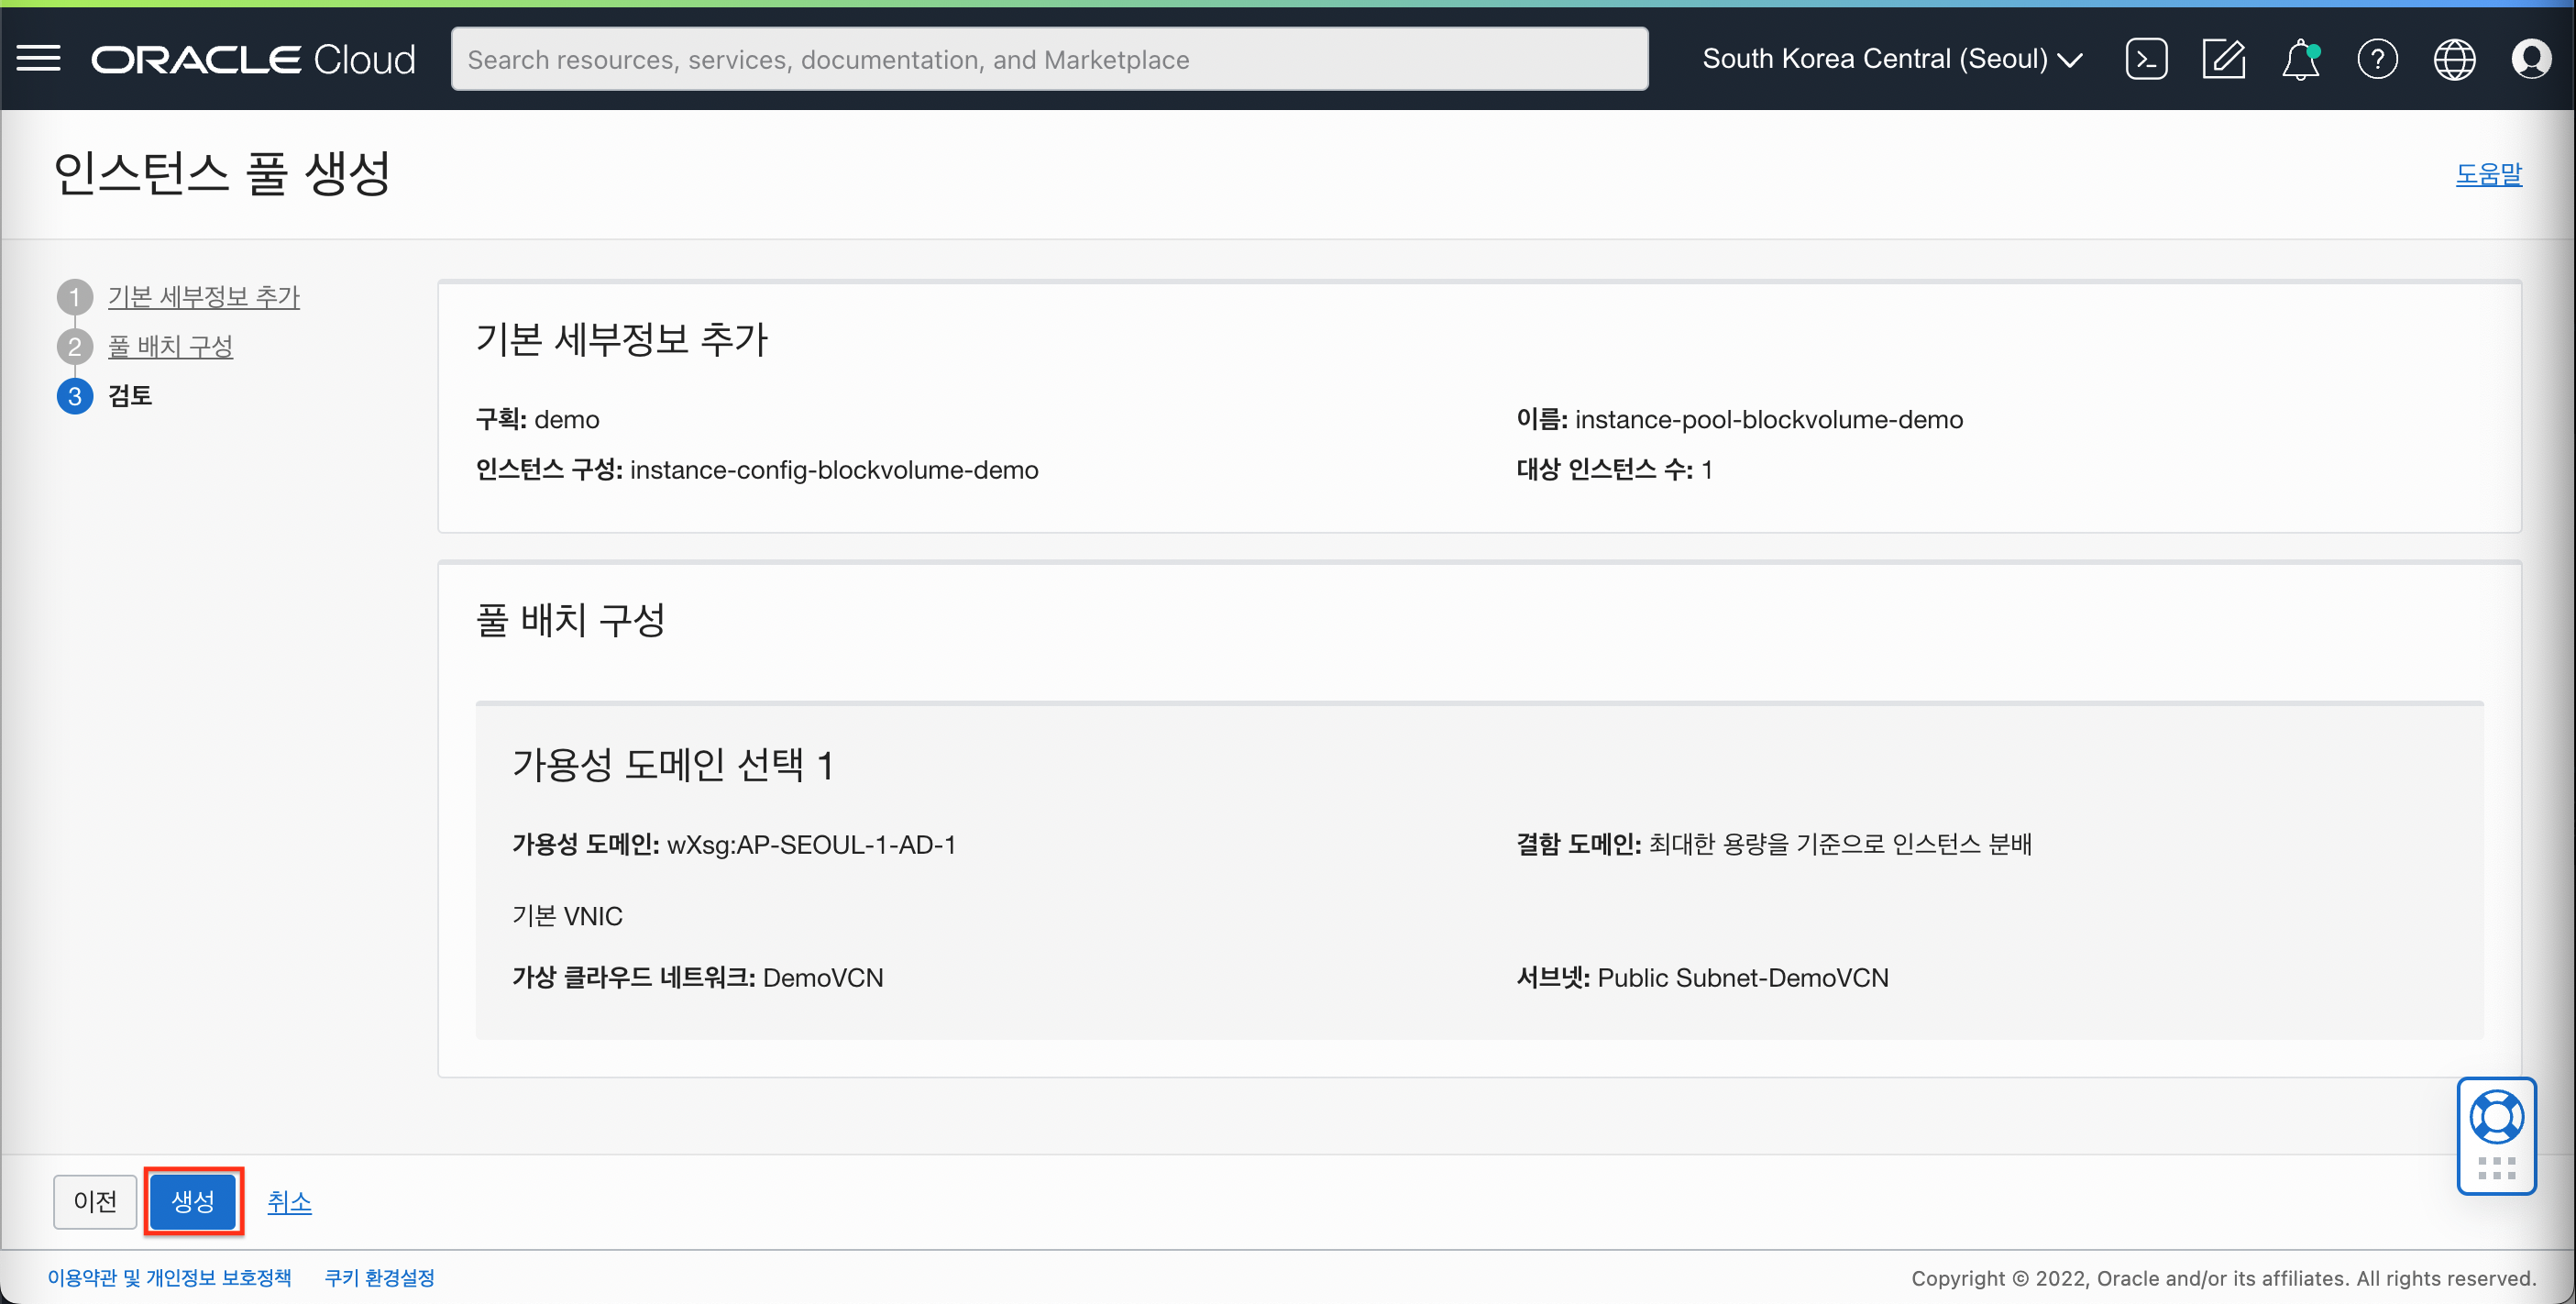 ORACLE Cloud
Search resources, services, documentation, and Marketplace
South Korea Central (Seoul)
인스턴스 풀 생성
도움말
1 기본 세부정보 추가
2 풀 배치 구성
3 검토
기본 세부정보 추가
구획: demo
이름: instance-pool-blockvolume-demo
인스턴스 구성: instance-config-blockvolume-demo
대상 인스턴스 수: 1
풀 배치 구성
가용성 도메인 선택 1
가용성 도메인: wXsg:AP-SEOUL-1-AD-1
결함 도메인: 최대한 용량을 기준으로 인스턴스 분배
기본 VNIC
가상 클라우드 네트워크: DemoVCN
서브넷: Public Subnet-DemoVCN
이전
생성
취소
이용약관 및 개인정보 보호정책
쿠키 환경설정
Copyright © 2022, Oracle and/or its affiliates. All rights reserved.